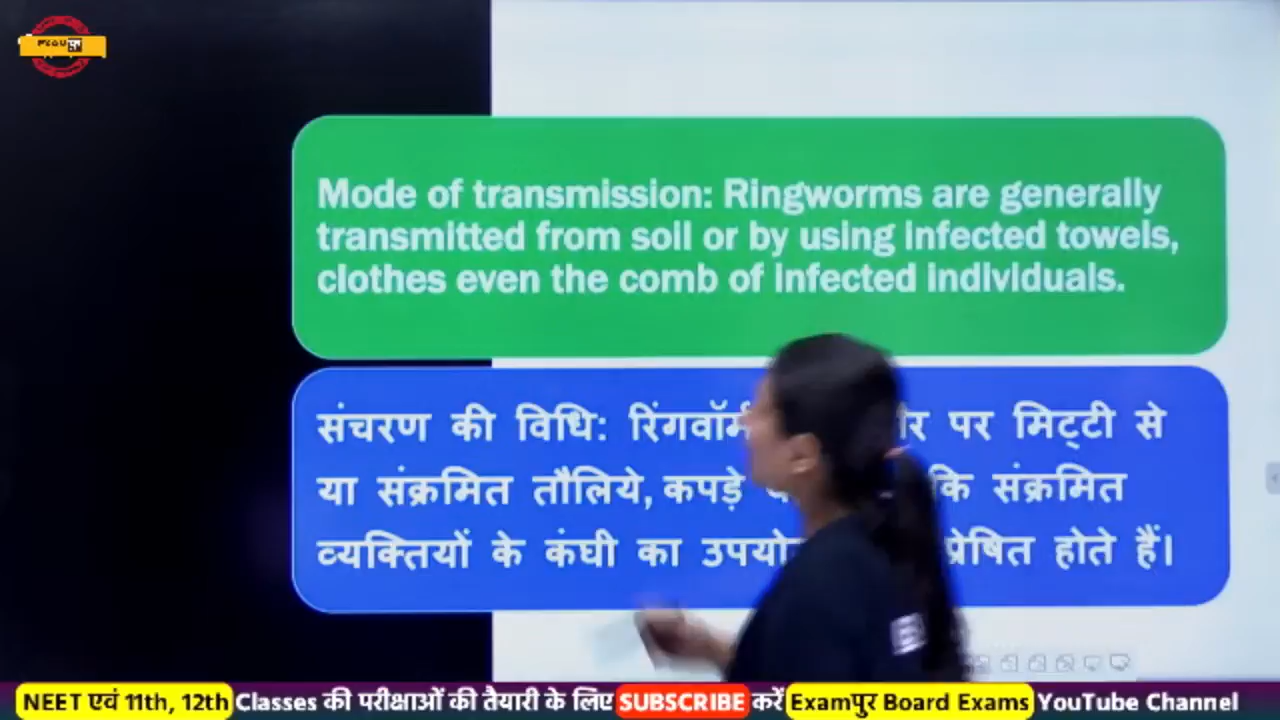 Mode of transmission: Ringworms are generally
transmitted from soil or by using infected towels,
clothes even the comb of infected individuals.
संचरण की विधि: पर मिट्टी से
या संक्रमित तौलिये, कपड़े संक्रमित
व्यक्तियों के कंघी का होते हैं।
NEET एवं 11th, 12th Classes की परीक्षाओं की तैयारी के लिए SUBSCRIBE करें Examपुर Board Exams YouTube Channel